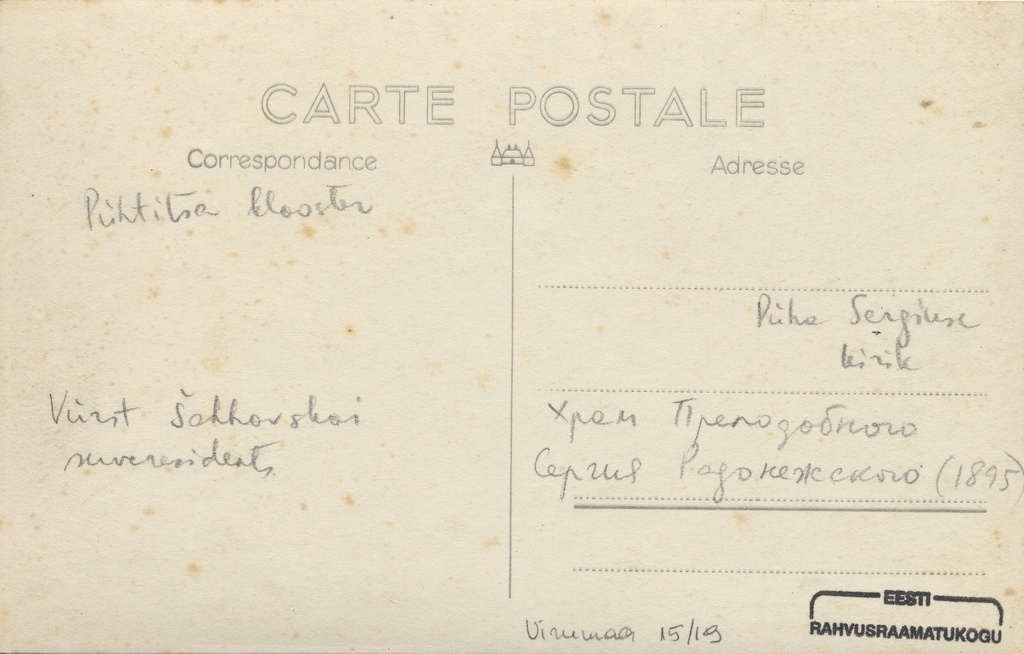 CARTE POSTALE
Correspondance
Adresse
Pühtitsa klooster
Püha Sergiuse
kirik
Vürst Šahhovskoi
suveresidents
Храм Преподобного
Сергия Радонежского (1895)
Virumaa 15/19
EESTI
RAHVUSRAAMATUKOGU